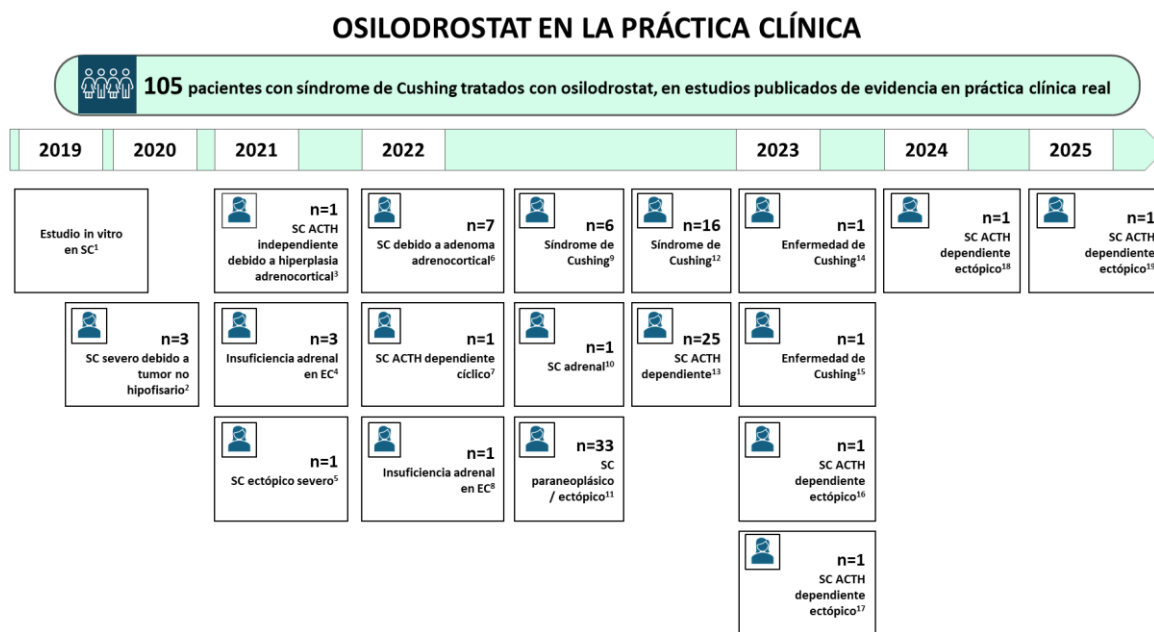 OSILODROSTAT EN LA PRÁCTICA CLÍNICA
105 pacientes con síndrome de Cushing tratados con osilodrostat, en estudios publicados de evidencia en práctica clínica real
2019
2020
2021
2022
2023
2024
2025
Estudio in vitro
en SC¹
n=3
SC severo debido a
tumor no
hipofisario²
n=1
SC ACTH
independiente
debido a hiperplasia
adrenocortical³
n=3
Insuficiencia adrenal
en EC⁴
n=1
SC ectópico severo⁵
n=7
SC debido a adenoma
adrenocortical⁶
n=1
SC ACTH dependiente
cíclico⁷
n=1
Insuficiencia adrenal
en EC⁸
n=6
Síndrome de
Cushing⁹
n=1
SC adrenal¹⁰
n=33
SC
paraneoplásico
/ ectópico¹¹
n=16
Síndrome de
Cushing¹²
n=25
SC ACTH
dependiente¹³
n=1
Enfermedad de
Cushing¹⁴
n=1
Enfermedad de
Cushing¹⁵
n=1
SC ACTH
dependiente
ectópico¹⁶
n=1
SC ACTH
dependiente
ectópico¹⁷
n=1
SC ACTH
dependiente
ectópico¹⁸
n=1
SC ACTH
dependiente
ectópico¹⁹